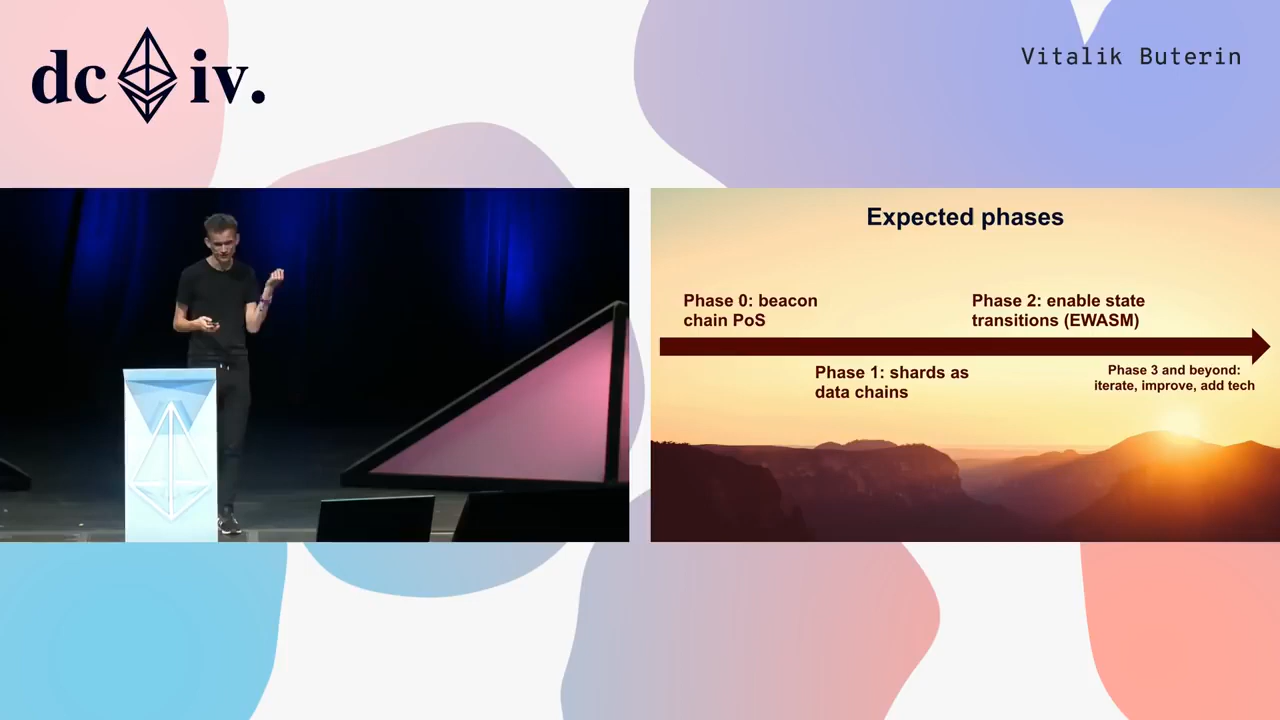 dc iv.
Vitalik Buterin
Expected phases
Phase 0: beacon
chain PoS
Phase 2: enable state
transitions (EWASM)
Phase 1: shards as
data chains
Phase 3 and beyond:
iterate, improve, add tech